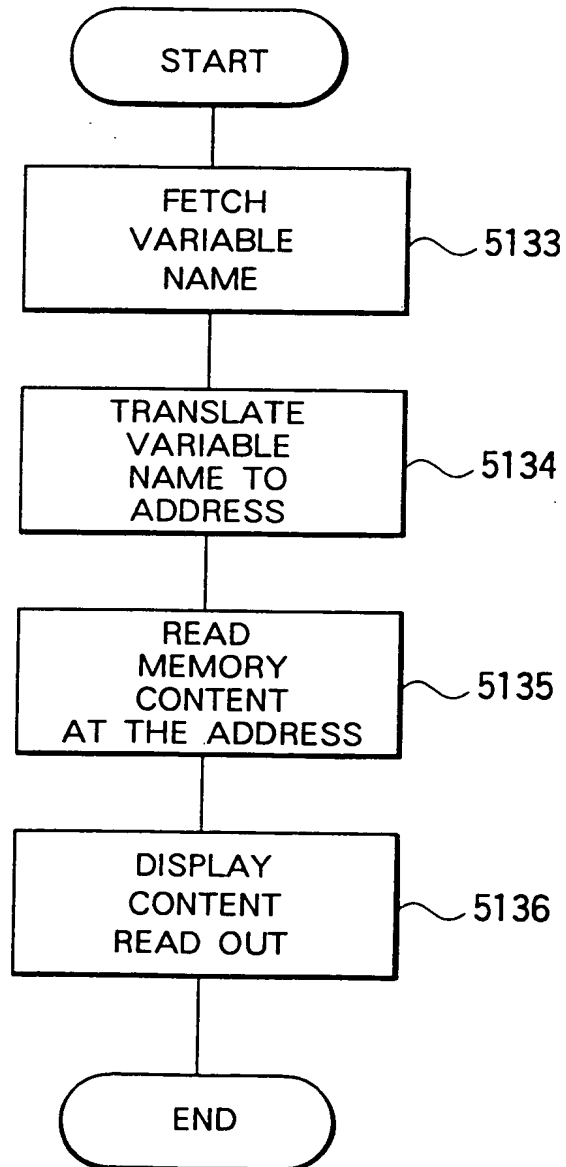 START
FETCH
VARIABLE
NAME
5133
TRANSLATE
VARIABLE
NAME TO
ADDRESS
5134
READ
MEMORY
CONTENT
AT THE ADDRESS
5135
DISPLAY
CONTENT
READ OUT
5136
END